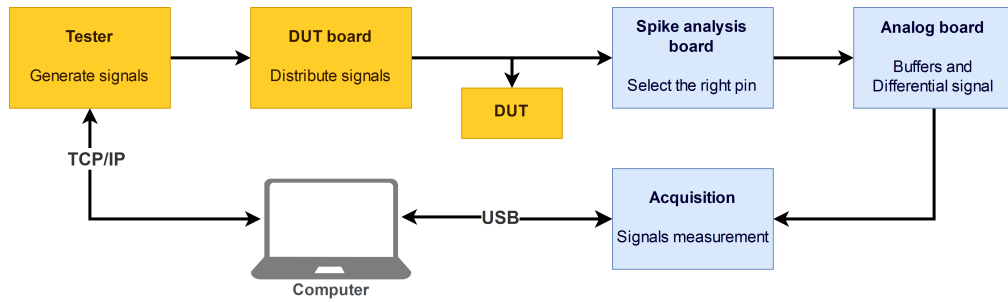 Tester
Generate signals
DUT board
Distribute signals
Spike analysis
board
Select the right pin
Analog board
Buffers and
Differential signal
DUT
TCP/IP
USB
Acquisition
Signals measurement
Computer